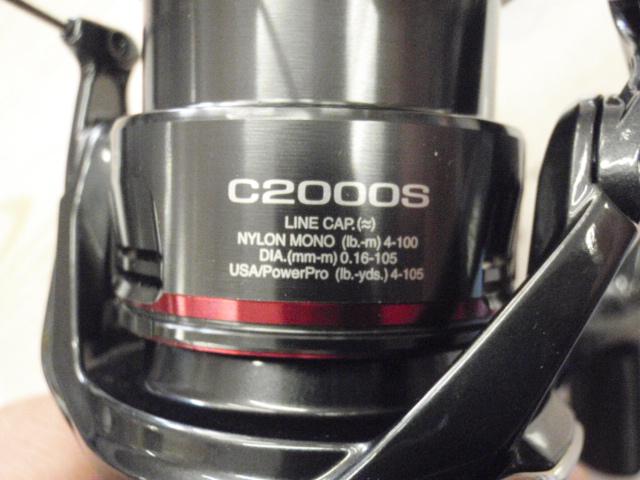 C2000S
LINE CAP.(≈)
NYLON MONO (lb.-m) 4-100
DIA.(mm-m) 0.16-105
USA/PowerPro (lb.-yds.) 4-105